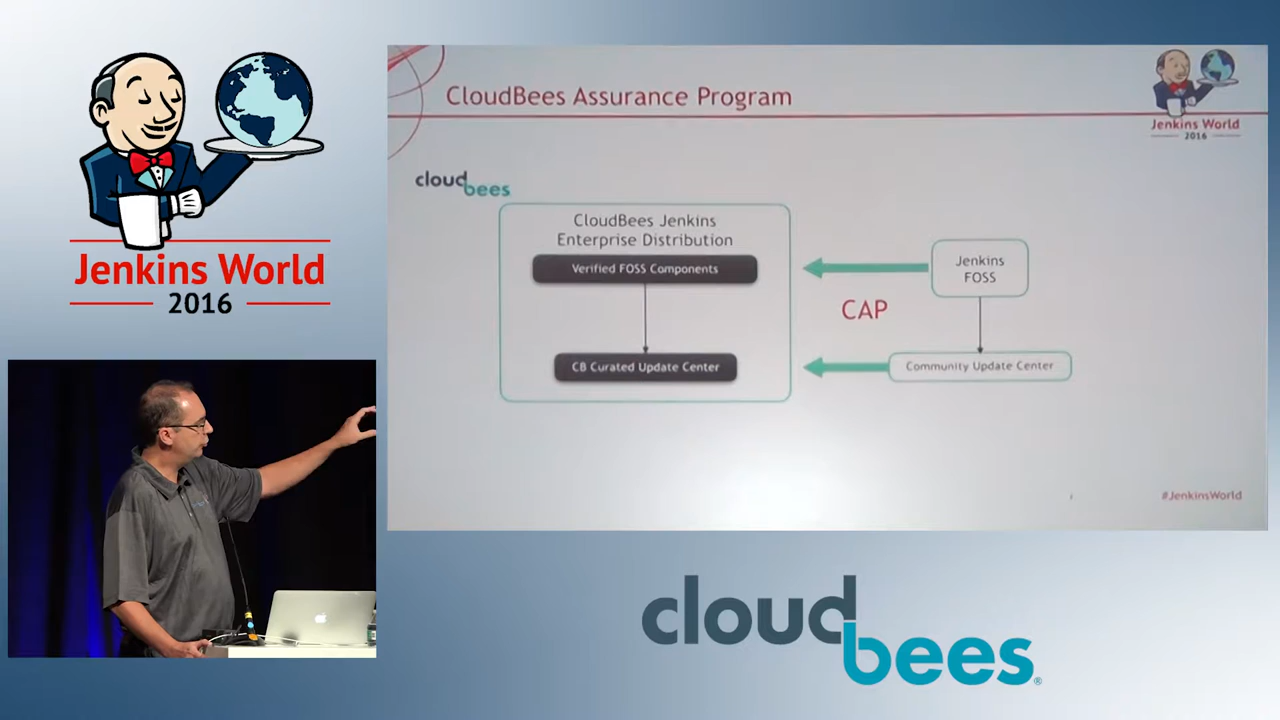 Jenkins World
2016
CloudBees Assurance Program
Jenkins World
2016
cloudbees
CloudBees Jenkins
Enterprise Distribution
Verified FOSS Components
CB Curated Update Center
CAP
Jenkins
FOSS
Community Update Center
#JenkinsWorld
cloudbees®